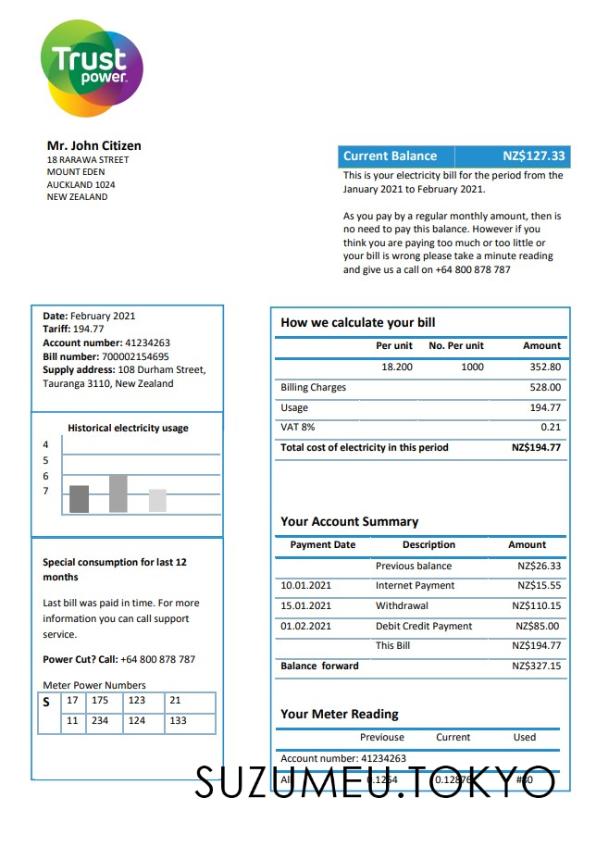 Trust
power.
Mr. John Citizen
18 RARAWA STREET
MOUNT EDEN
AUCKLAND 1024
NEW ZEALAND
Current Balance NZ$127.33
This is your electricity bill for the period from the
January 2021 to February 2021.
As you pay by a regular monthly amount, then is
no need to pay this balance. However if you
think you are paying too much or too little or
your bill is wrong please take a minute reading
and give us a call on +64 800 878 787
Date: February 2021
Tariff: 194.77
Account number: 41234263
Bill number: 700002154695
Supply address: 108 Durham Street,
Tauranga 3110, New Zealand
Historical electricity usage
4
5
6
7
Special consumption for last 12
months
Last bill was paid in time. For more
information you can call support
service.
Power Cut? Call: +64 800 878 787
Meter Power Numbers
S 17 175 123 21
11 234 124 133
How we calculate your bill
Per unit No. Per unit Amount
18.200 1000 352.80
Billing Charges 528.00
Usage 194.77
VAT 8% 0.21
Total cost of electricity in this period NZ$194.77
Your Account Summary
Payment Date Description Amount
Previous balance NZ$26.33
10.01.2021 Internet Payment NZ$15.55
15.01.2021 Withdrawal NZ$110.15
01.02.2021 Debit Credit Payment NZ$85.00
This Bill NZ$194.77
Balance forward NZ$327.15
Your Meter Reading
Previouse Current Used
Account number: 41234263
SUZUMEU.TOKYO